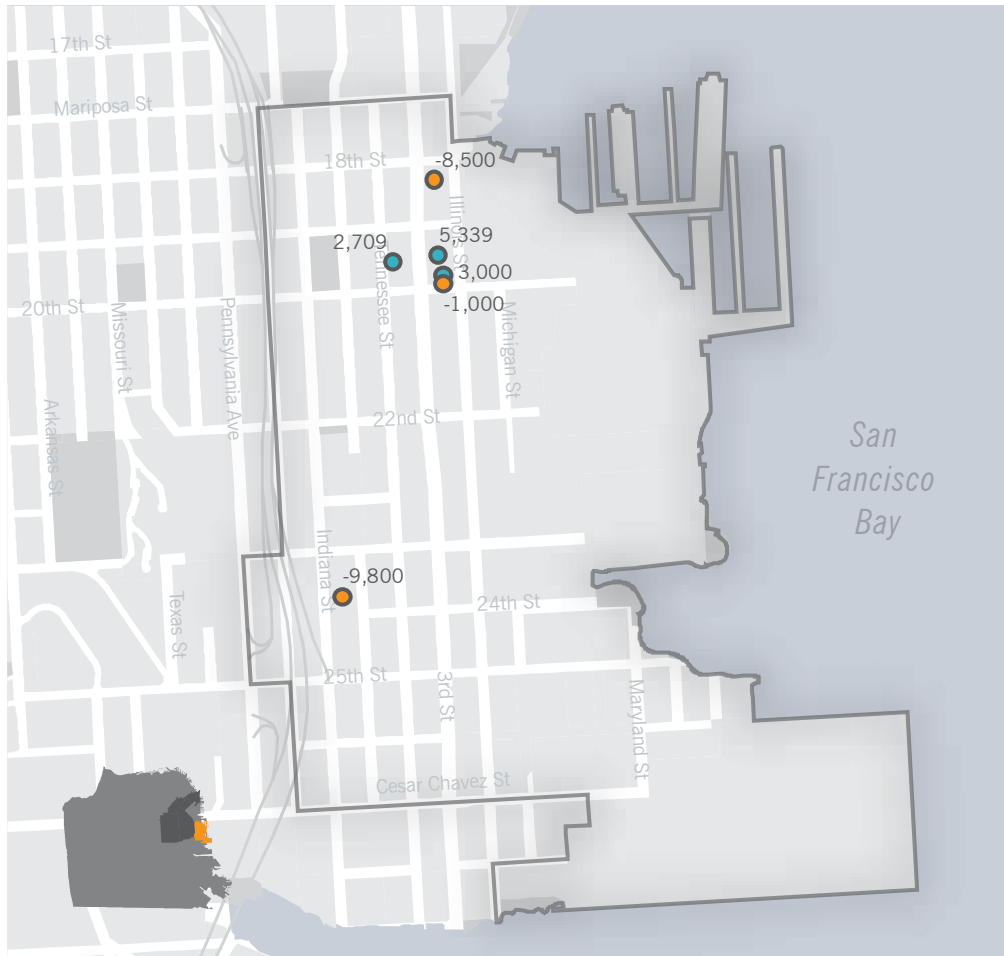 17th St
Mariposa St
18th St
-8,500
Illinois St
5,339
2,709
3,000
-1,000
Tennessee St
20th St
Missouri St
Pennsylvania Ave
Michigan St
22nd St
Arkansas St
San
Francisco
Bay
Indiana St
-9,800
24th St
Texas St
25th St
3rd St
Maryland St
Cesar Chavez St